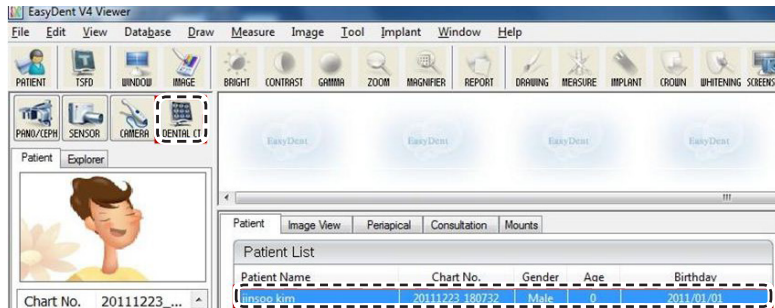 EasyDent V4 Viewer
File Edit View Database Draw Measure Image Tool Implant Window Help
PATIENT TSFD WINDOW IMAGE BRIGHT CONTRAST GAMMA ZOOM MAGNIFIER REPORT DRAWING MEASURE IMPLANT CROWN WHITENING SCREENS
PANO/CEPH SENSOR CAMERA DENTAL CT
EasyDent EasyDent EasyDent EasyDent
Patient Explorer
Patient Image View Periapical Consultation Mounts
Patient List
Patient Name Chart No. Gender Age Birthday
jinsoo kim 20111223_180732 Male 0 2011/01/01
Chart No. 20111223_...